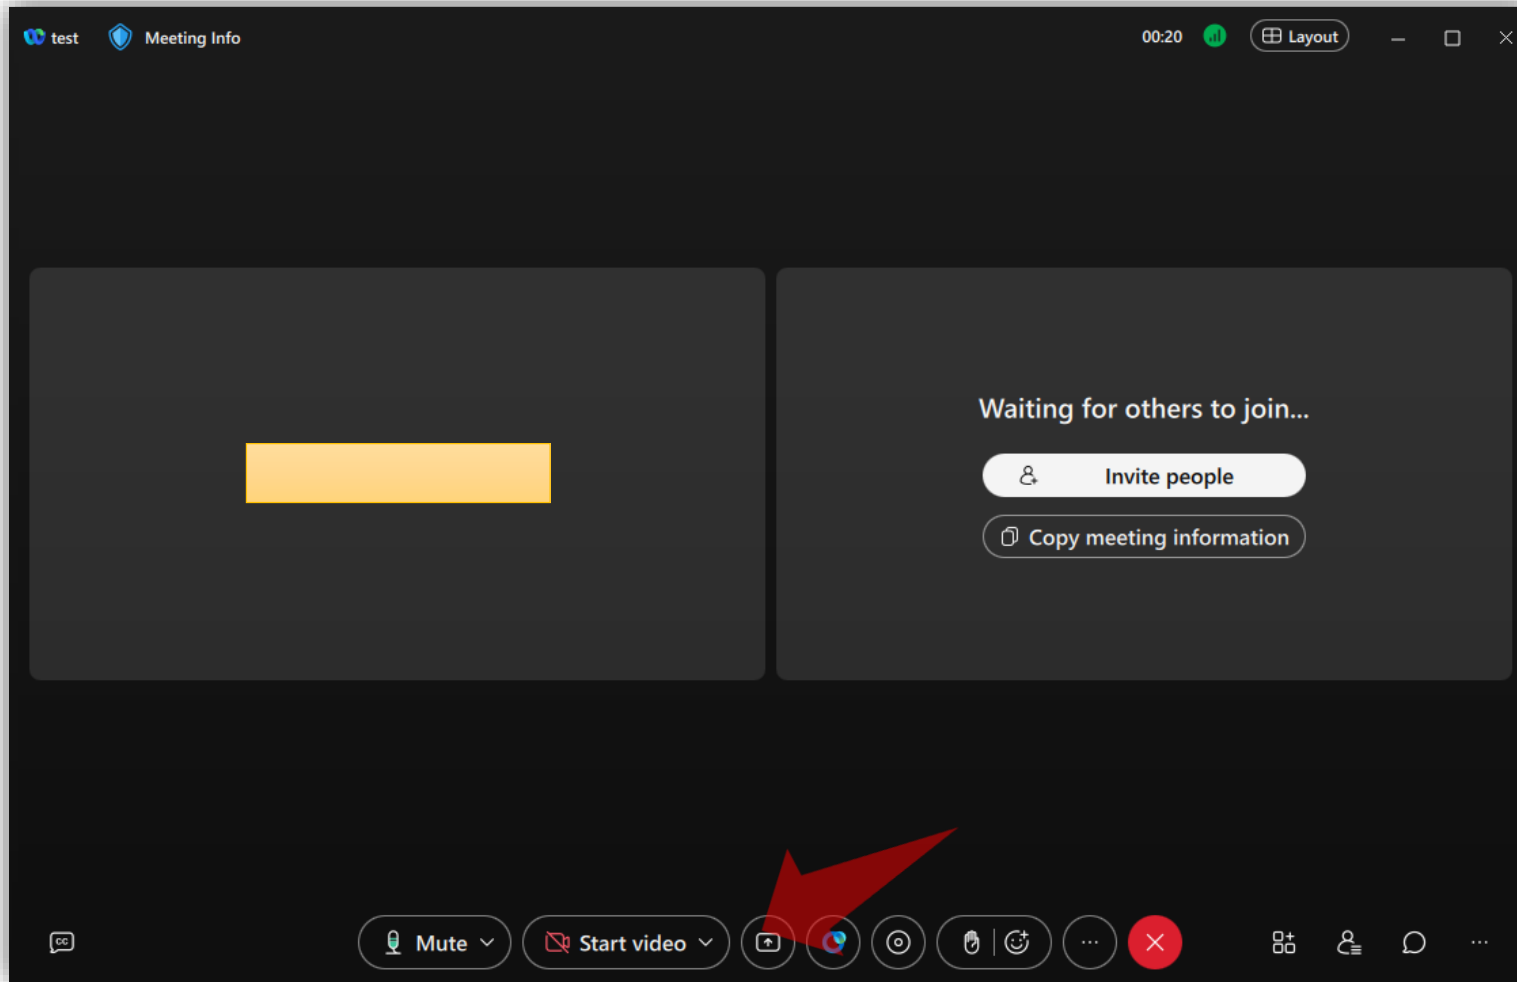 test Meeting Info 00:20 Layout
Waiting for others to join...
Invite people
Copy meeting information
CC Mute Start video